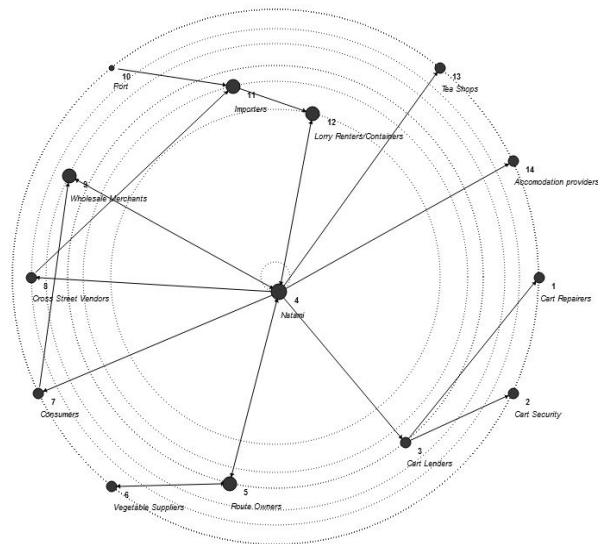 10
Port
11
Importers
12
Lorry Renters/Containers
13
Tea Shops
14
Accomodation providers
9
Wholesale Merchants
8
Cross Street Vendors
4
Natami
1
Cart Repairers
7
Consumers
2
Cart Security
3
Cart Lenders
6
Vegetable Suppliers
5
Route Owners